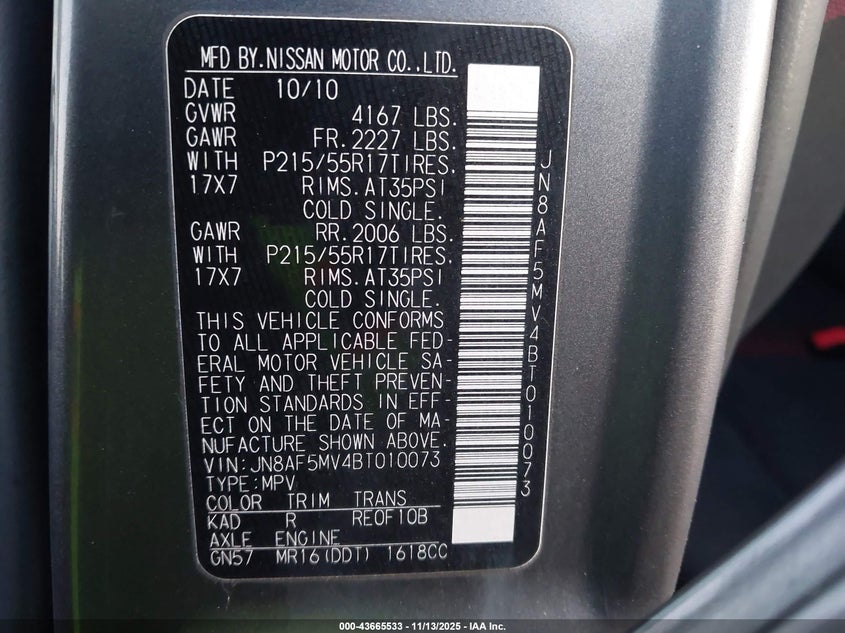 MFD BY.NISSAN MOTOR CO.,LTD.
DATE 10/10
GVWR 4167 LBS.
GAWR FR.2227 LBS.
WITH P215/55R17TIRES.
17X7 RIMS.AT35PSI
COLD SINGLE.
GAWR RR.2006 LBS.
WITH P215/55R17TIRES.
17X7 RIMS.AT35PSI
COLD SINGLE.
THIS VEHICLE CONFORMS
TO ALL APPLICABLE FED-
ERAL MOTOR VEHICLE SA-
FETY AND THEFT PREVEN-
TION STANDARDS IN EFF-
ECT ON THE DATE OF MA-
NUFACTURE SHOWN ABOVE.
VIN:JN8AF5MV4BT010073
TYPE:MPV
COLOR TRIM TRANS
KAD R RE0F10B
AXLE ENGINE
GN57 MR16(DDT) 1618CC
JN8AF5MV4BT010073
000-43665533 - 11/13/2025 - IAA Inc.